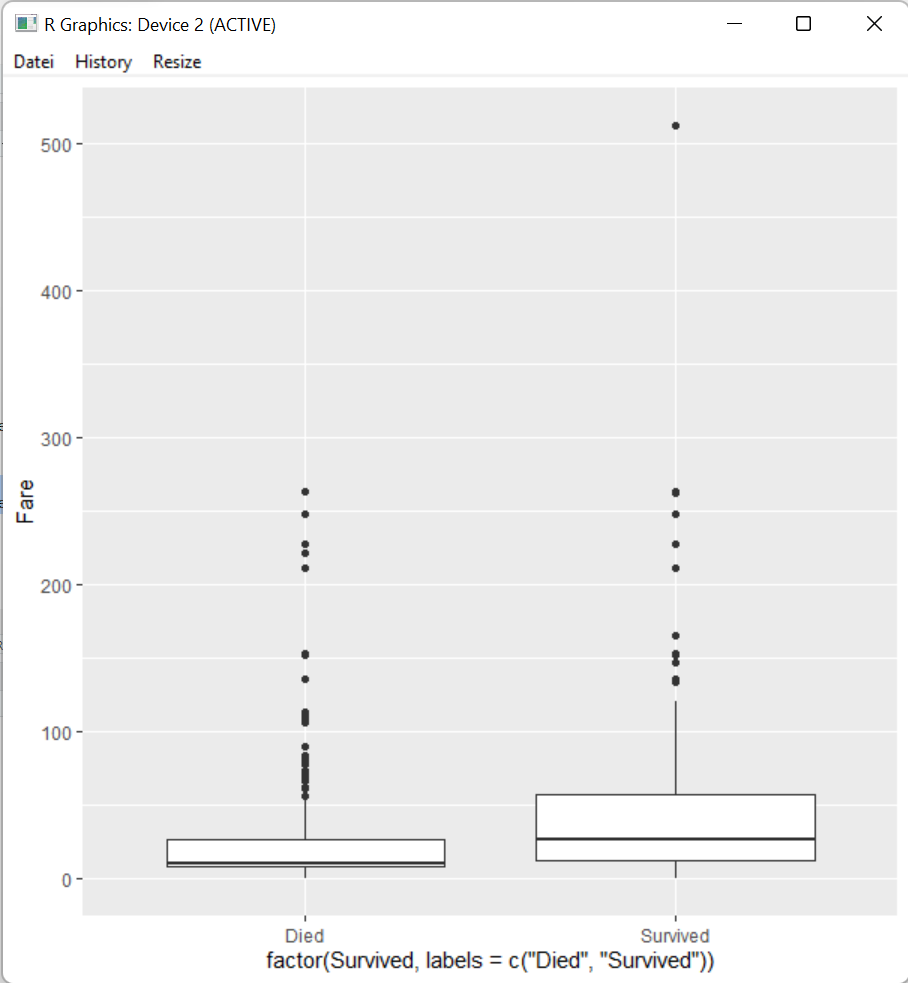 R Graphics: Device 2 (ACTIVE)
Datei History Resize
500
400
300
200
100
0
Fare
Died Survived
factor(Survived, labels = c("Died", "Survived"))